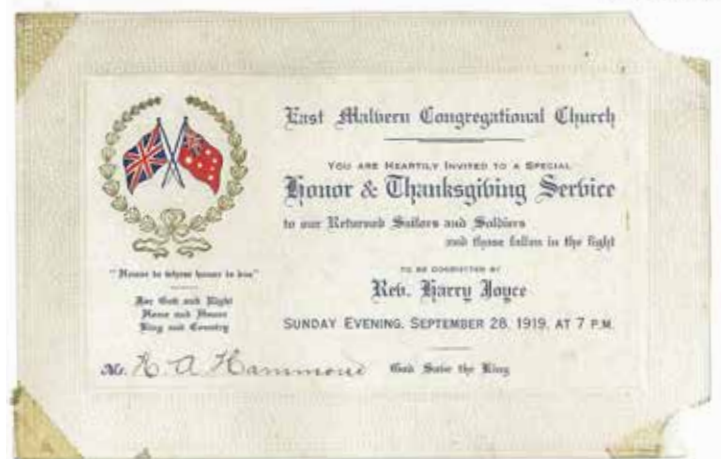 East Malvern Congregational Church
YOU ARE HEARTILY INVITED TO A SPECIAL
Honor & Thanksgiving Service
to our Returned Sailors and Soldiers
and those fallen in the fight
TO BE CONDUCTED BY
Rev. Harry Joyce
SUNDAY EVENING, SEPTEMBER 28, 1919, AT 7 P.M.
God Save the King
"Honor to whom honor is due"
For God and Right
Home and Honor
King and Country
Mr. H. A Hammond